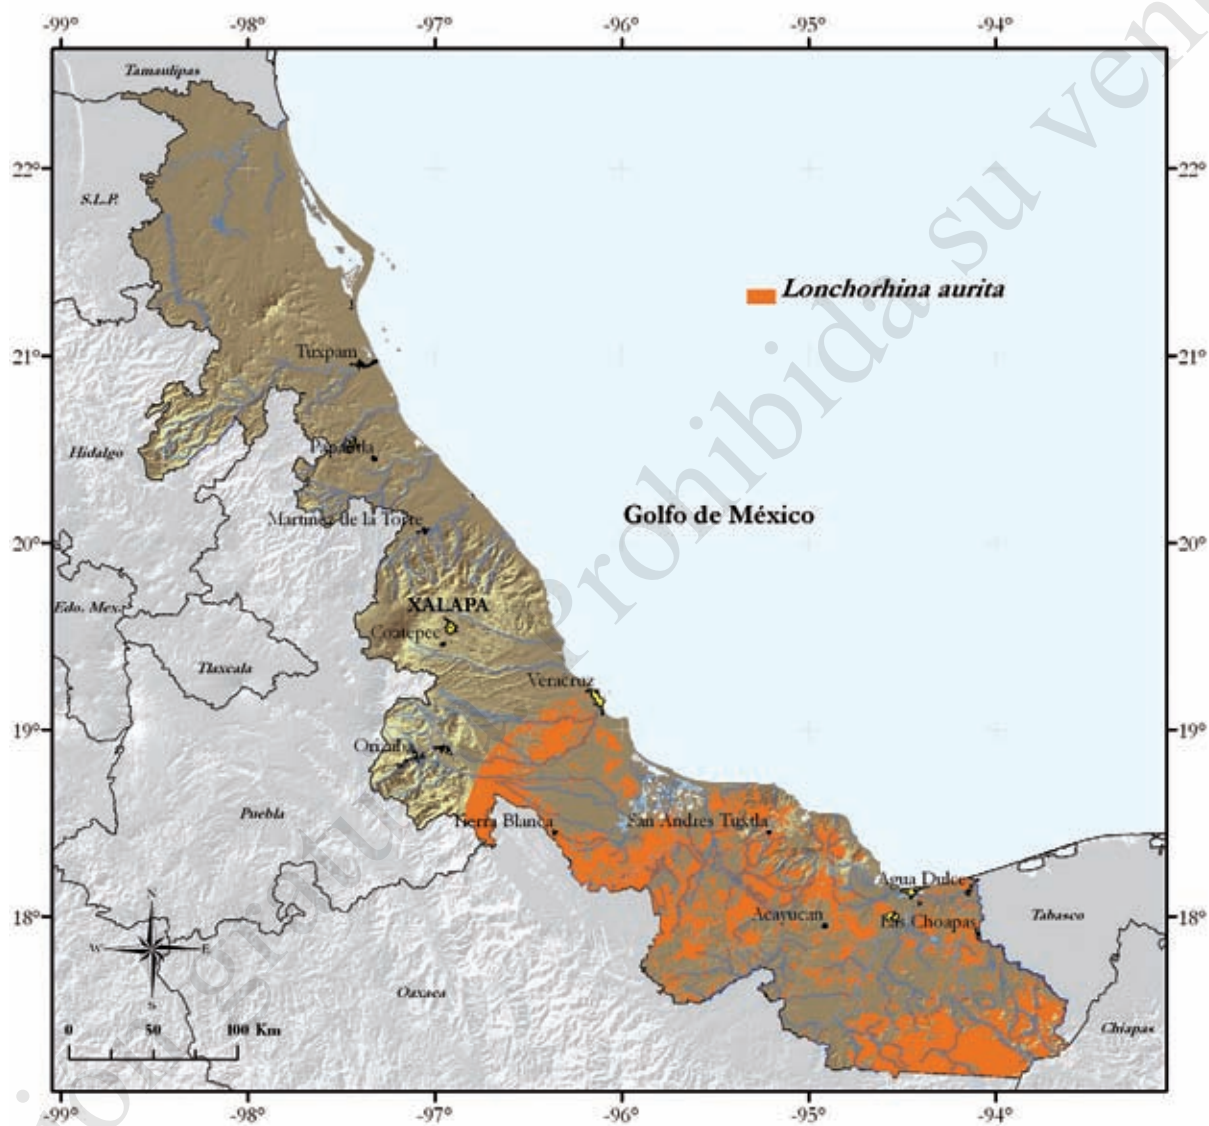 -99° -98° -97° -96° -95° -94°
Tamaulipas
22° 22°
S.L.P.
Lonchorhina aurita
21° 21°
Tuxpam
Hidalgo
Papantla
Golfo de México
Martinez de la Torre
20° 20°
Edo. Mex.
XALAPA
Coatepec
Tlaxcala
Veracruz
19° 19°
Orizaba
Puebla
Tierra Blanca
San Andres Tuxtla
Agua Dulce
18° 18°
Acayucan
Las Choapas
Tabasco
N
W E
S
Oaxaca
Chiapas
0 50 100 Km
-99° -98° -97° -96° -95° -94°
Prohibida su